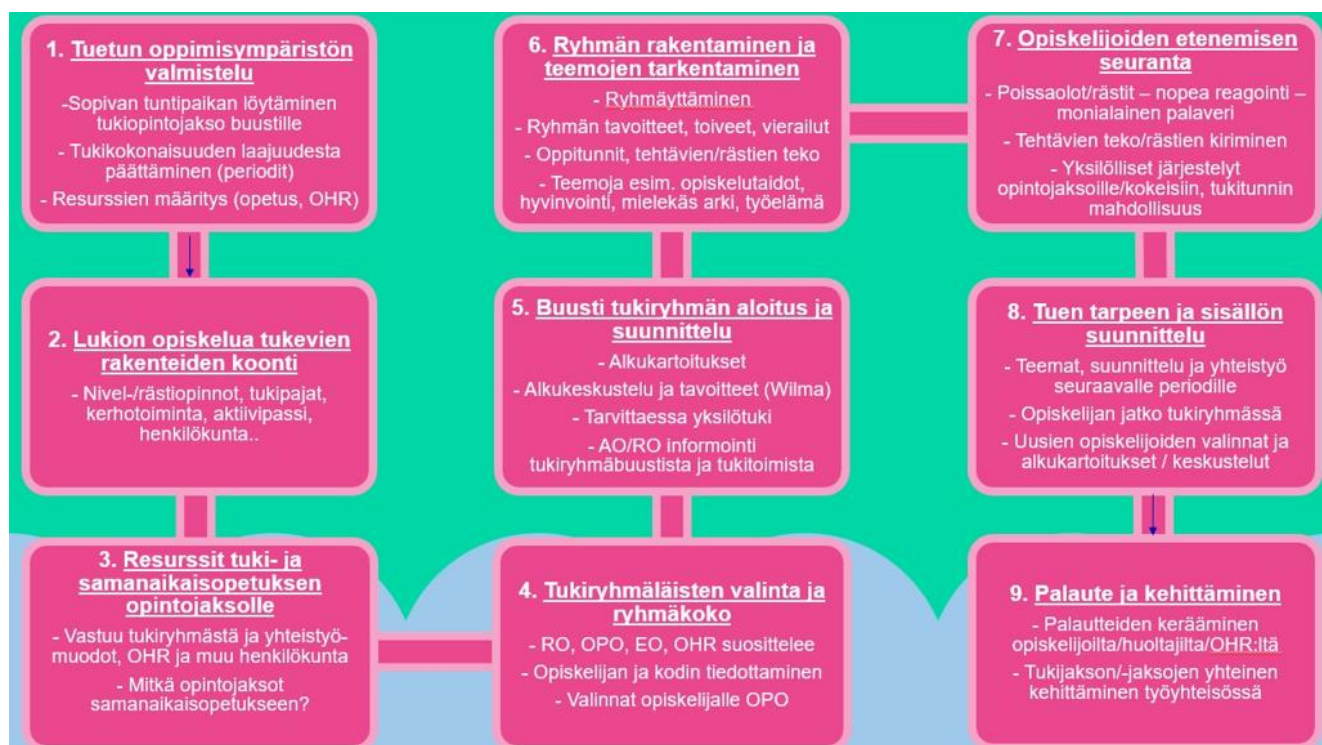 1. Tuetun oppimisympäristön
valmistelu
-Sopivan tuntipaikan löytäminen
tukiopintojakso buustille
- Tukikokonaisuuden laajuudesta
päättäminen (periodit)
- Resurssien määritys (opetus, OHR)
2. Lukion opiskelua tukevien
rakenteiden koonti
- Nivel-/rästiopinnot, tukipajat,
kerhotoiminta, aktiivipassi,
henkilökunta..
3. Resurssit tuki- ja
samanaikaisopetuksen
opintojaksolle
- Vastuu tukiryhmästä ja yhteistyö-
muodot, OHR ja muu henkilökunta
- Mitkä opintojaksot
samanaikaisopetukseen?
4. Tukiryhmäläisten valinta ja
ryhmäkoko
- RO, OPO, EO, OHR suosittelee
- Opiskelijan ja kodin tiedottaminen
- Valinnat opiskelijalle OPO
5. Buusti tukiryhmän aloitus ja
suunnittelu
- Alkukartoitukset
- Alkukeskustelu ja tavoitteet (Wilma)
- Tarvittaessa yksilötuki
- AO/RO informointi
tukiryhmäbuustista ja tukitoimista
6. Ryhmän rakentaminen ja
teemojen tarkentaminen
- Ryhmäyttäminen
- Ryhmän tavoitteet, toiveet, vierailut
- Oppitunnit, tehtävien/rästien teko
- Teemoja esim. opiskelutaidot,
hyvinvointi, mielekäs arki, työelämä
7. Opiskelijoiden etenemisen
seuranta
- Poissaolot/rästit – nopea reagointi –
monialainen palaveri
- Tehtävien teko/rästien kiriminen
- Yksilölliset järjestelyt
opintojaksoille/kokeisiin, tukitunnin
mahdollisuus
8. Tuen tarpeen ja sisällön
suunnittelu
- Teemat, suunnittelu ja yhteistyö
seuraavalle periodille
- Opiskelijan jatko tukiryhmässä
- Uusien opiskelijoiden valinnat ja
alkukartoitukset / keskustelut
9. Palaute ja kehittäminen
- Palautteiden kerääminen
opiskelijoilta/huoltajilta/OHR:ltä
- Tukijakson/-jaksojen yhteinen
kehittäminen työyhteisössä